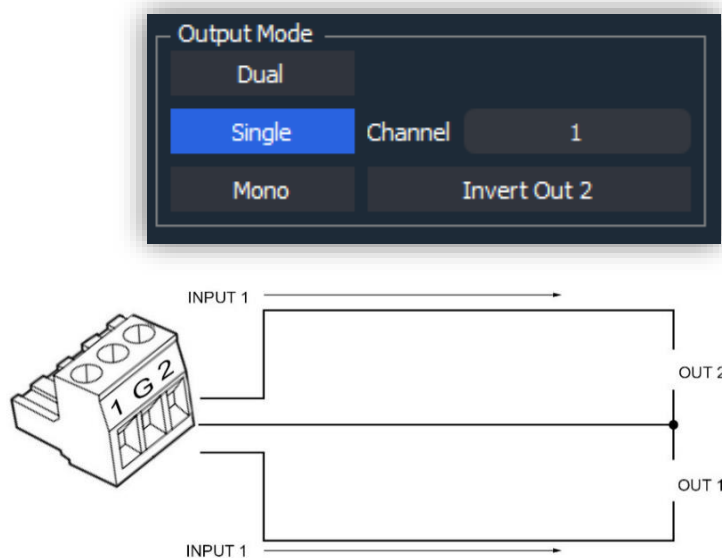 Output Mode
Dual
Single Channel 1
Mono Invert Out 2
INPUT 1
1 G 2
OUT 2
OUT 1
INPUT 1